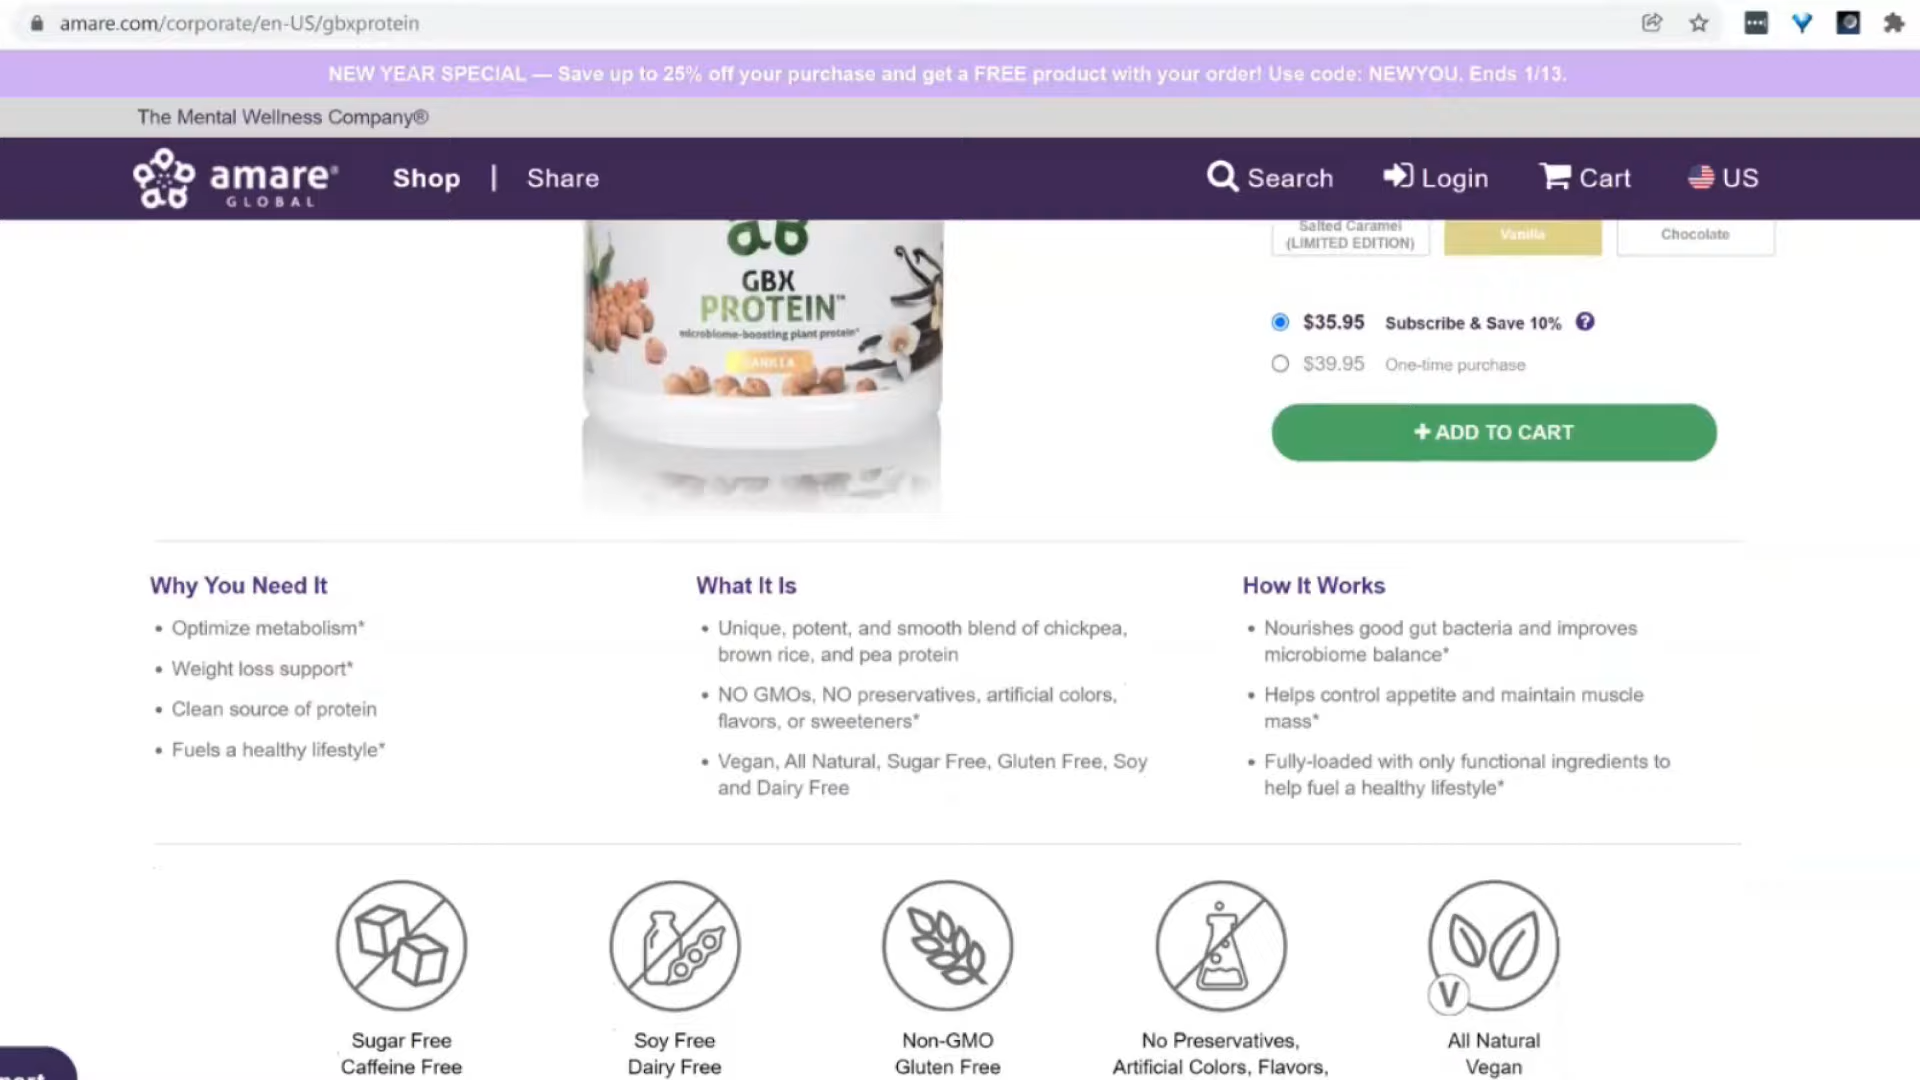 amare.com/corporate/en-US/gbxprotein
NEW YEAR SPECIAL — Save up to 25% off your purchase and get a FREE product with your order! Use code: NEWYOU. Ends 1/13.
The Mental Wellness Company®
amare®
GLOBAL
Shop | Share
Search Login Cart US
Salted Caramel
(LIMITED EDITION)
Vanilla
Chocolate
GBX
PROTEIN™
microbiome-boosting plant protein*
VANILLA
$35.95 Subscribe & Save 10% ?
$39.95 One-time purchase
+ ADD TO CART
Why You Need It
• Optimize metabolism*
• Weight loss support*
• Clean source of protein
• Fuels a healthy lifestyle*
What It Is
• Unique, potent, and smooth blend of chickpea,
brown rice, and pea protein
• NO GMOs, NO preservatives, artificial colors,
flavors, or sweeteners*
• Vegan, All Natural, Sugar Free, Gluten Free, Soy
and Dairy Free
How It Works
• Nourishes good gut bacteria and improves
microbiome balance*
• Helps control appetite and maintain muscle
mass*
• Fully-loaded with only functional ingredients to
help fuel a healthy lifestyle*
Sugar Free
Caffeine Free
Soy Free
Dairy Free
Non-GMO
Gluten Free
No Preservatives,
Artificial Colors, Flavors,
V
All Natural
Vegan